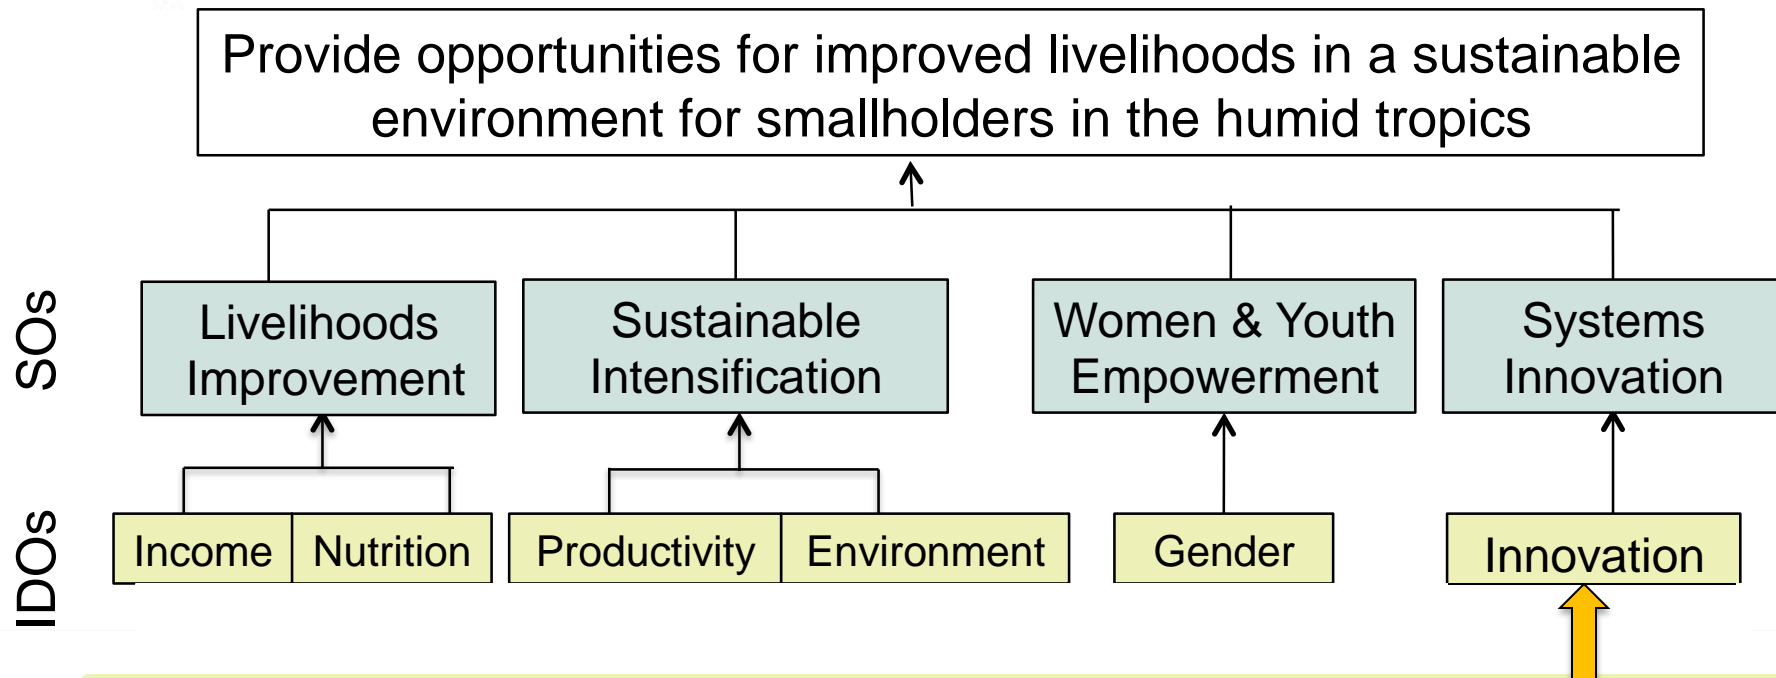 Provide opportunities for improved livelihoods in a sustainable
environment for smallholders in the humid tropics
SOs
Livelihoods
Improvement
Sustainable
Intensification
Women & Youth
Empowerment
Systems
Innovation
IDOs
Income
Nutrition
Productivity
Environment
Gender
Innovation